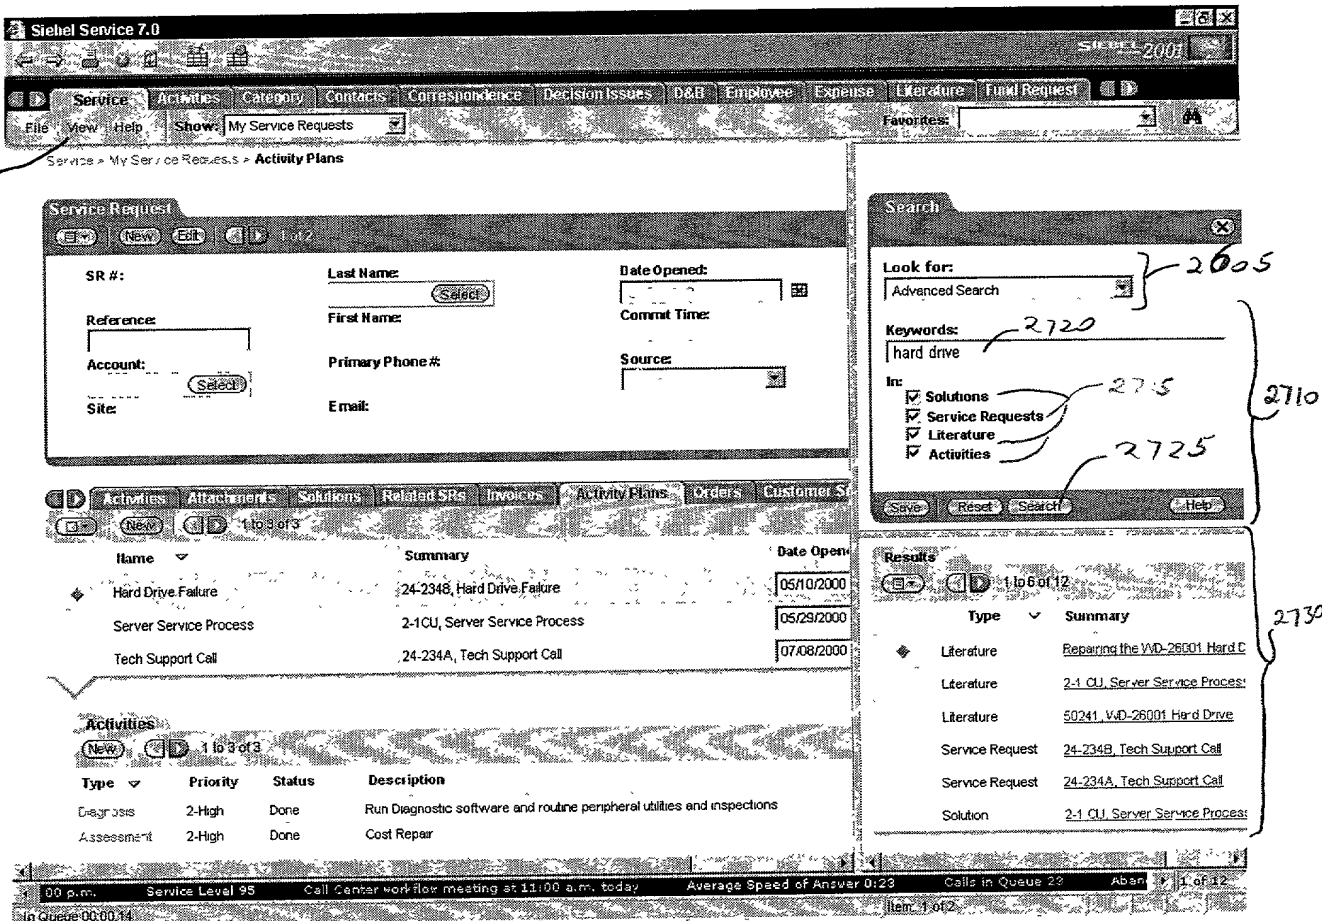 Siebel Service 7.0
SIEBEL 2001
Service Activities Category Contacts Correspondence Decision Issues D&B Employee Expense Literature Fund Request
File View Help Show: My Service Requests Favorites:
Service > My Service Requests > Activity Plans
Service Request
New Edit 1 of 2
SR #: Last Name: Date Opened:
Select
Reference: First Name: Commit Time:
Account: Primary Phone #: Source:
Select
Site: Email:
Search
Look for: 2605
Advanced Search
Keywords: 2720
hard drive
In:
Solutions
Service Requests
Literature
Activities
2710
2725
Save Reset Search Help
Activities Attachments Solutions Related SRs Invoices Activity Plans Orders Customer S
New 1 to 3 of 3
Name Summary Date Opene
Hard Drive Failure 24-234B, Hard Drive Failure 05/10/2000
Server Service Process 2-1CU, Server Service Process 05/29/2000
Tech Support Call 24-234A, Tech Support Call 07/08/2000
Results
1 to 6 of 12
Type Summary
2730
Literature Repairing the WD-26001 Hard D
Literature 2-1 CU, Server Service Process
Literature 50241, WD-26001 Hard Drive
Service Request 24-234B, Tech Support Call
Service Request 24-234A, Tech Support Call
Solution 2-1 CU, Server Service Process
Activities
New 1 to 3 of 3
Type Priority Status Description
Diagnosis 2-High Done Run Diagnostic software and routine peripheral utilities and inspections
Assessment 2-High Done Cost Repair
00 p.m. Service Level 95 Call Center workflow meeting at 11:00 a.m. today Average Speed of Answer 0:23 Calls in Queue 23 Aban 1 of 12
In Queue 00:00:14 Item: 1 of 2